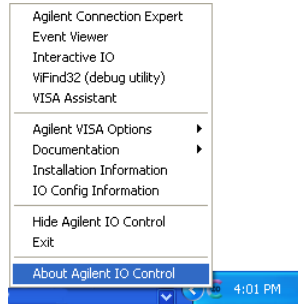 Agilent Connection Expert
Event Viewer
Interactive IO
ViFind32 (debug utility)
VISA Assistant
Agilent VISA Options
Documentation
Installation Information
IO Config Information
Hide Agilent IO Control
Exit
About Agilent IO Control
4:01 PM